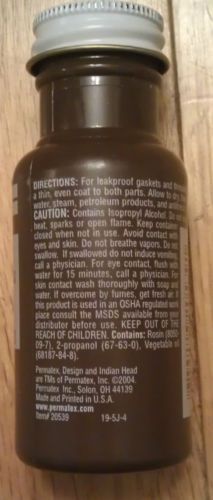 DIRECTIONS: For leakproof gaskets and
a thin, even coat to both parts. Allow to dry
water, steam, petroleum products, and
CAUTION: Contains Isopropyl Alcohol. Do
heat, sparks or open flame. Keep container
closed when not in use. Avoid contact with
eyes and skin. Do not breathe vapors. Do not
swallow. If swallowed do not induce vomiting
call a physician. For eye contact, flush with
water for 15 minutes, call a physician. For
skin contact wash thoroughly with soap and
water. If overcome by fumes, get fresh air. If
this product is used in an OSHA regulated work
place consult the MSDS available from your
distributor before use. KEEP OUT OF THE
REACH OF CHILDREN. Contains: Rosin (8050-
09-7), 2-propanol (67-63-0), Vegetable oil
(68187-84-8).
Permatex, Design and Indian Head
are TMs of Permatex, Inc. ©2004.
Permatex Inc., Solon, OH 44139
Made and Printed in U.S.A.
www.permatex.com
Item# 20539 19-5J-4